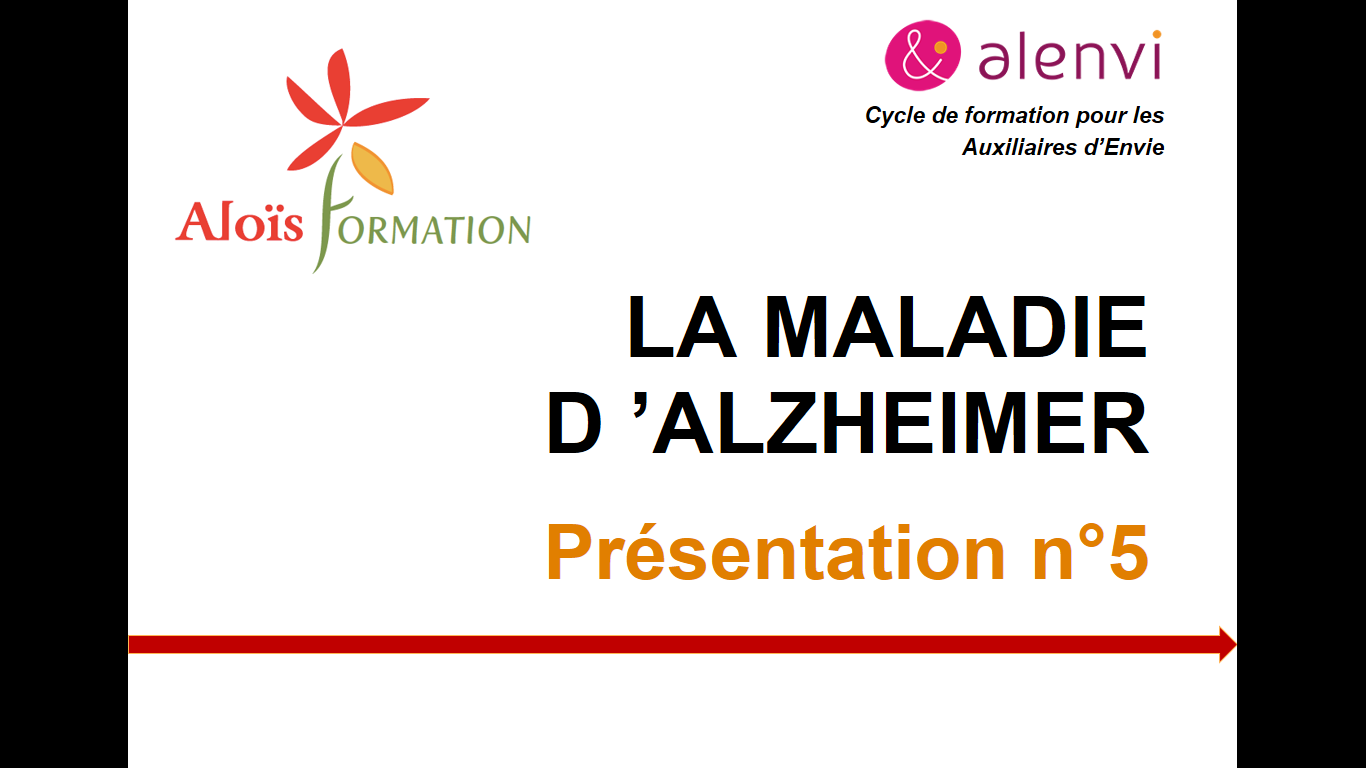 & alenvi
Cycle de formation pour les
Auxiliaires d’Envie
Aloïs FORMATION
LA MALADIE
D ’ALZHEIMER
Présentation n°5